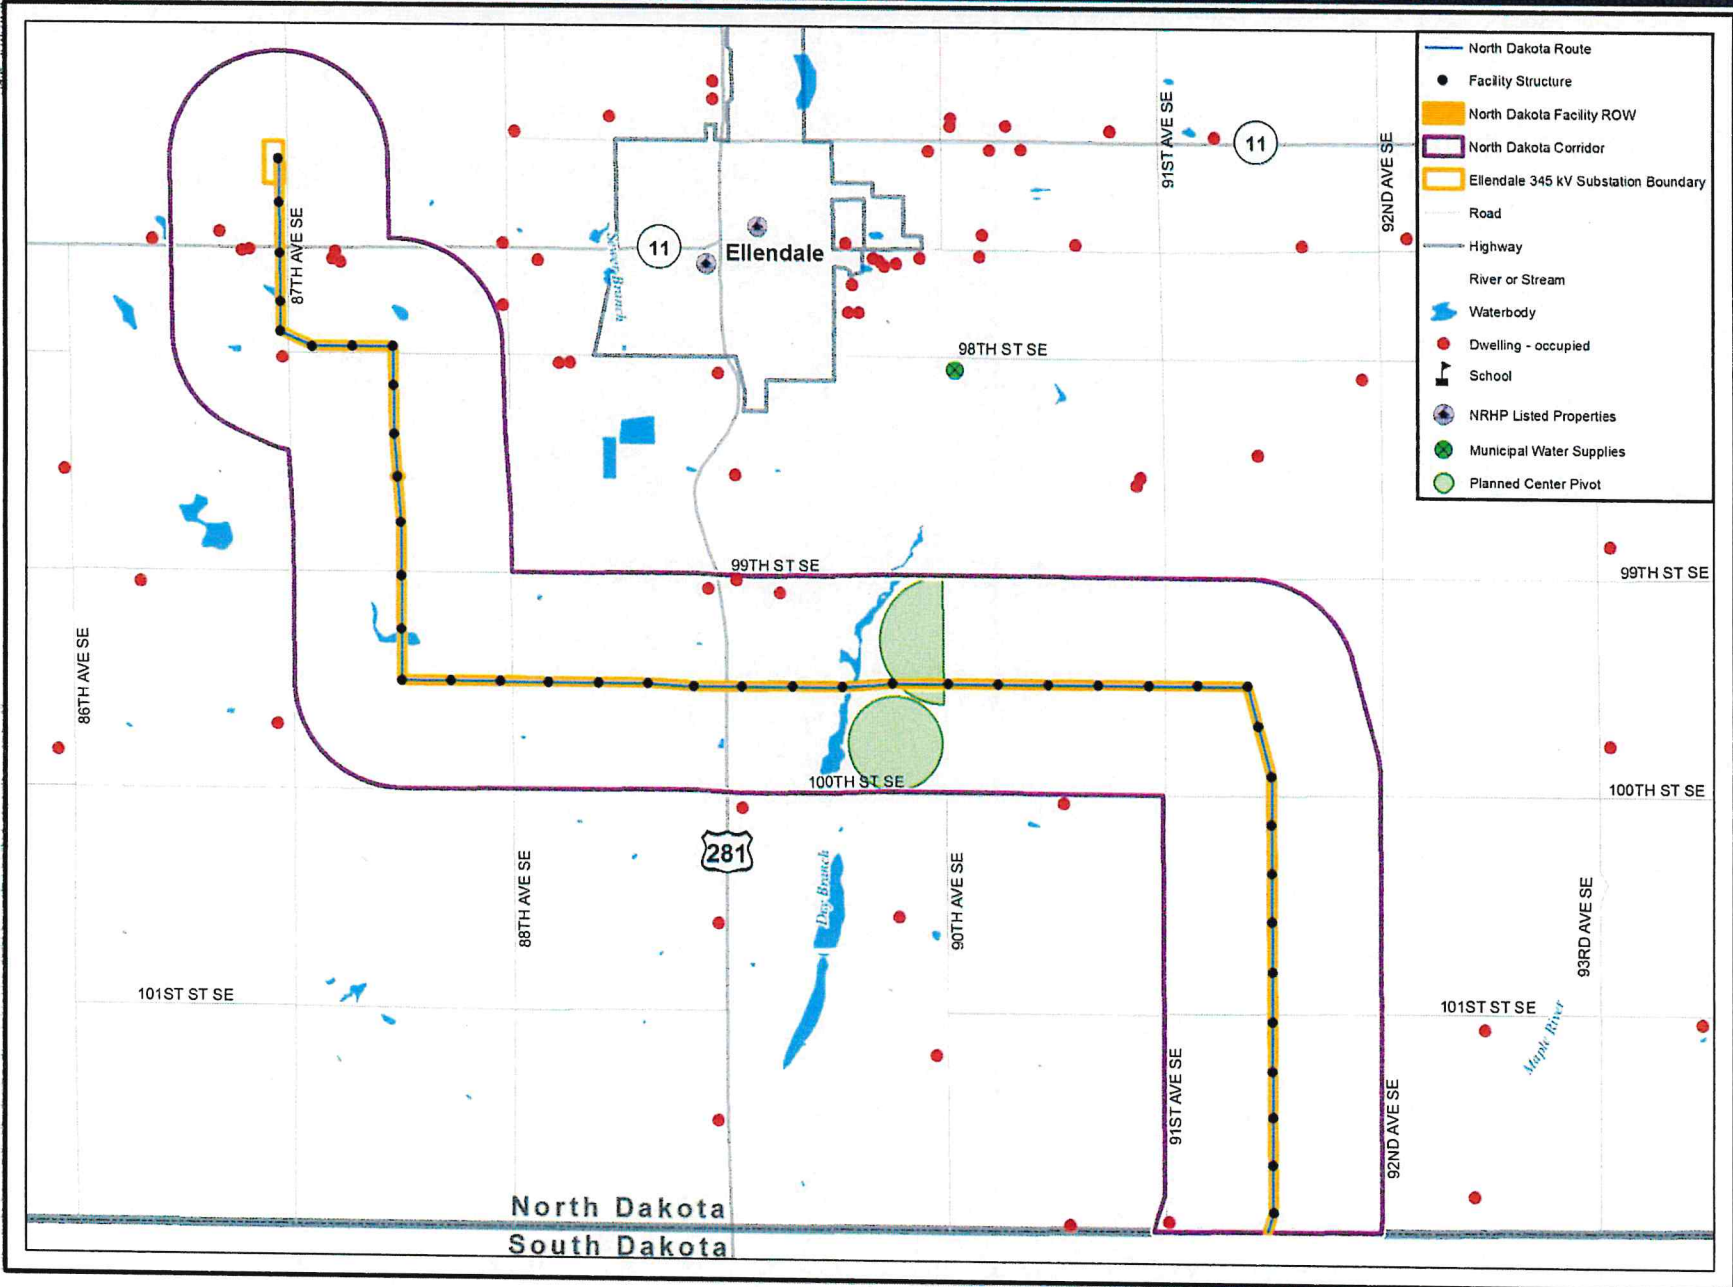 North Dakota Route
Facility Structure
North Dakota Facility ROW
North Dakota Corridor
Ellendale 345 kV Substation Boundary
Road
Highway
River or Stream
Waterbody
Dwelling - occupied
School
NRHP Listed Properties
Municipal Water Supplies
Planned Center Pivot
91ST AVE SE
92ND AVE SE
11
87TH AVE SE
11
Ellendale
98TH ST SE
99TH ST SE
99TH ST SE
86TH AVE SE
100TH ST SE
100TH ST SE
281
88TH AVE SE
Day Branch
90TH AVE SE
93RD AVE SE
101ST ST SE
101ST ST SE
Maple River
91ST AVE SE
92ND AVE SE
North Dakota
South Dakota